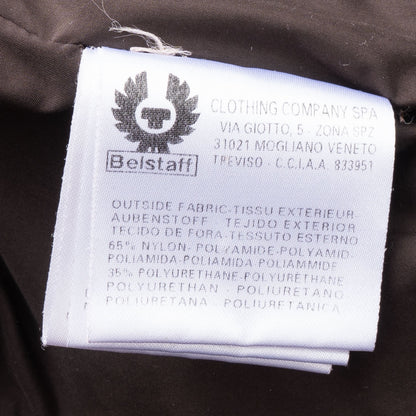 Belstaff
CLOTHING COMPANY SPA
VIA GIOTTO, 5 - ZONA SPZ
31021 MOGLIANO VENETO
TREVISO - C.C.I.A.A. 833951
OUTSIDE FABRIC-TISSU EXTERIEUR-
AUBENSTOFF - TEJIDO EXTERIOR
TECIDO DE FORA-TESSUTO ESTERNO
65% NYLON- POLYAMIDE-POLYAMID-
POLIAMIDA-POLIAMIDA POLIAMMIDE
35% POLYURETHANE-POLYURETHANE-
POLYURETHAN - POLIURETANO-
POLIURETANA - POLIURETANICA